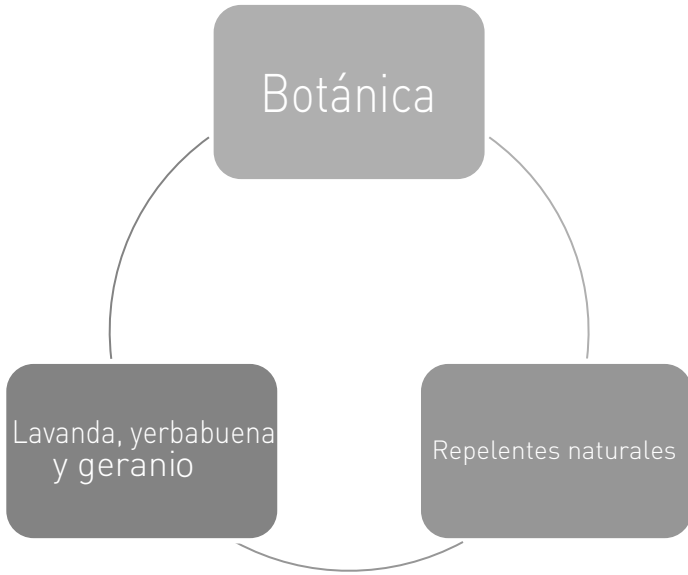 Botánica
Lavanda, yerbabuena
y geranio
Repelentes naturales